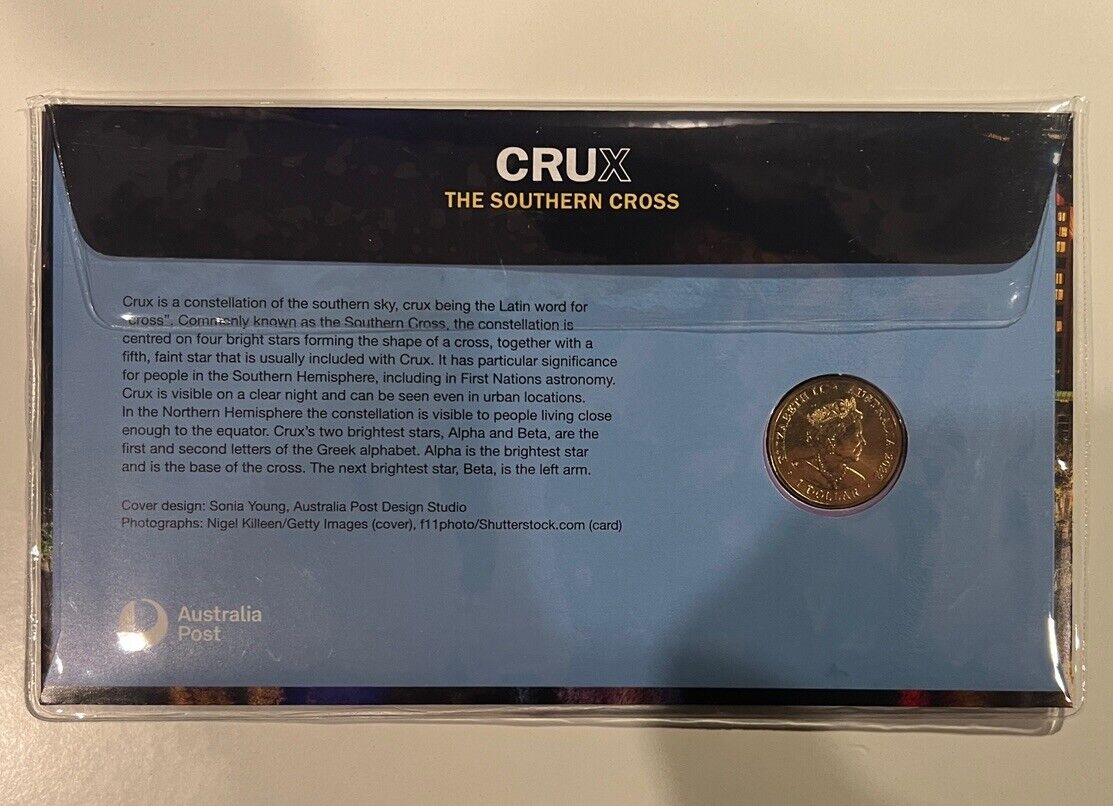 CRUX
THE SOUTHERN CROSS
Crux is a constellation of the southern sky, crux being the Latin word for
“cross”. Commonly known as the Southern Cross, the constellation is
centred on four bright stars forming the shape of a cross, together with a
fifth, faint star that is usually included with Crux. It has particular significance
for people in the Southern Hemisphere, including in First Nations astronomy.
Crux is visible on a clear night and can be seen even in urban locations.
In the Northern Hemisphere the constellation is visible to people living close
enough to the equator. Crux's two brightest stars, Alpha and Beta, are the
first and second letters of the Greek alphabet. Alpha is the brightest star
and is the base of the cross. The next brightest star, Beta, is the left arm.
Cover design: Sonia Young, Australia Post Design Studio
Photographs: Nigel Killeen/Getty Images (cover), f11photo/Shutterstock.com (card)
ELIZABETH II AUSTRALIA
1 DOLLAR
Australia
Post